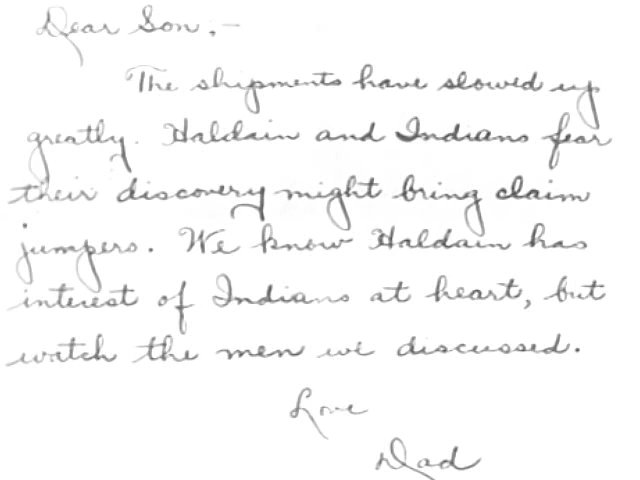 Dear Son,-
The shipments have slowed up
greatly. Haldain and Indians fear
their discovery might bring claim
jumpers. We know Haldain has
interest of Indians at heart, but
watch the men we discussed.
Love
Dad